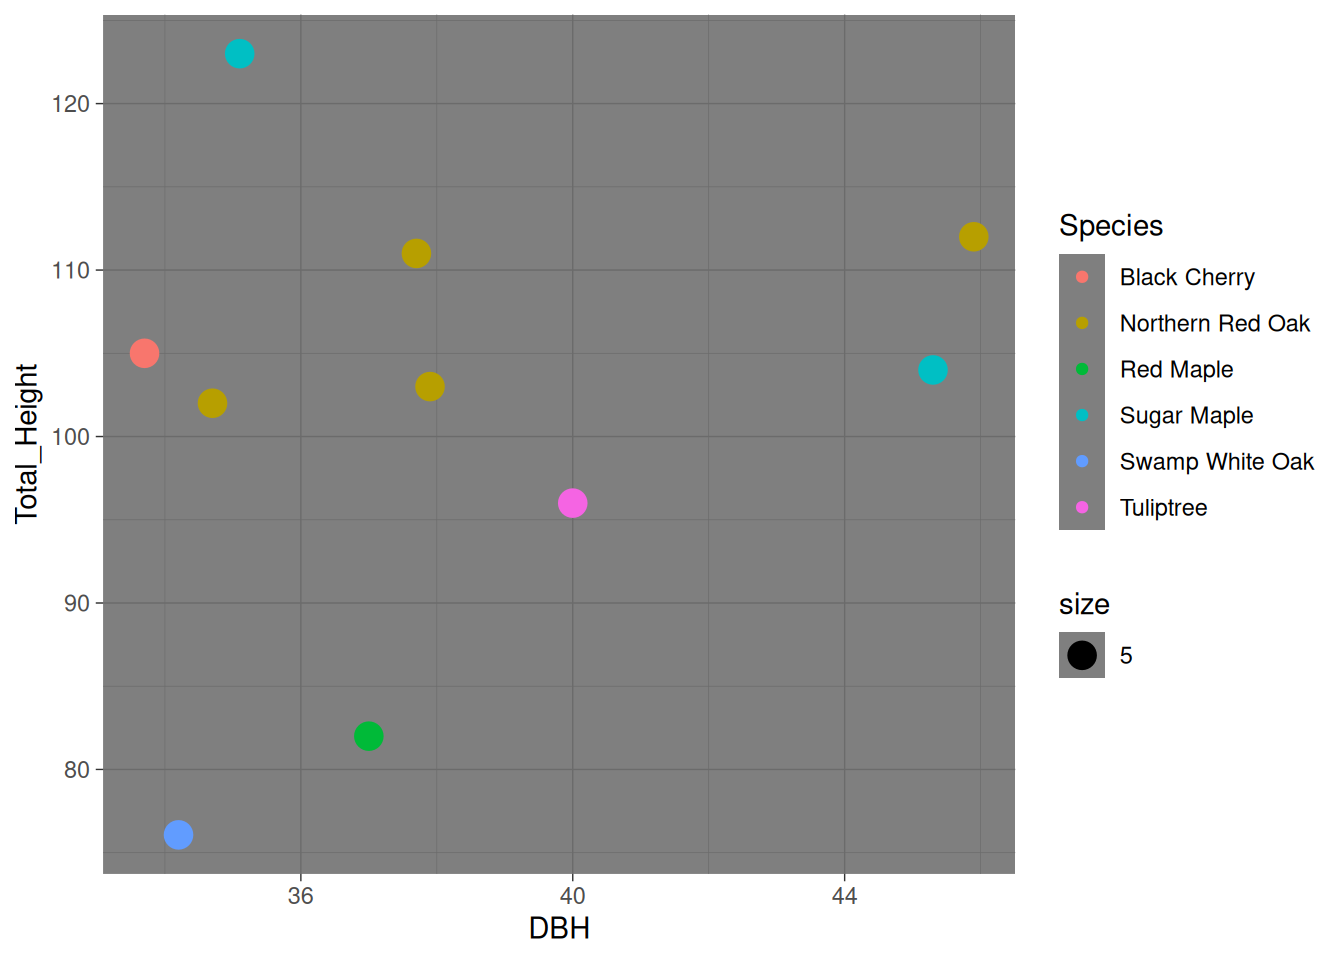 120
110
100
90
80
Total_Height
36 40 44
DBH
Species
Black Cherry
Northern Red Oak
Red Maple
Sugar Maple
Swamp White Oak
Tuliptree
size
5